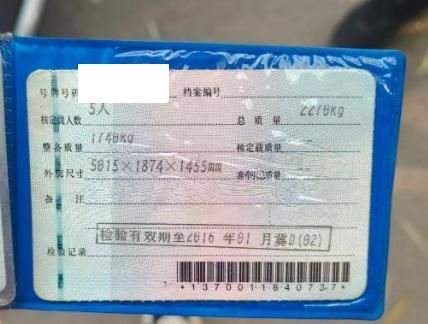 号牌号码 档案编号
核定载人数 5人 总质量 2270kg
整备质量 1740kg 核定载质量 --
外廓尺寸 5015×1874×1455mm 准牵引总质量 --
备注
检验记录 检验有效期至2016年01月冀D(02)
*1370011840737*